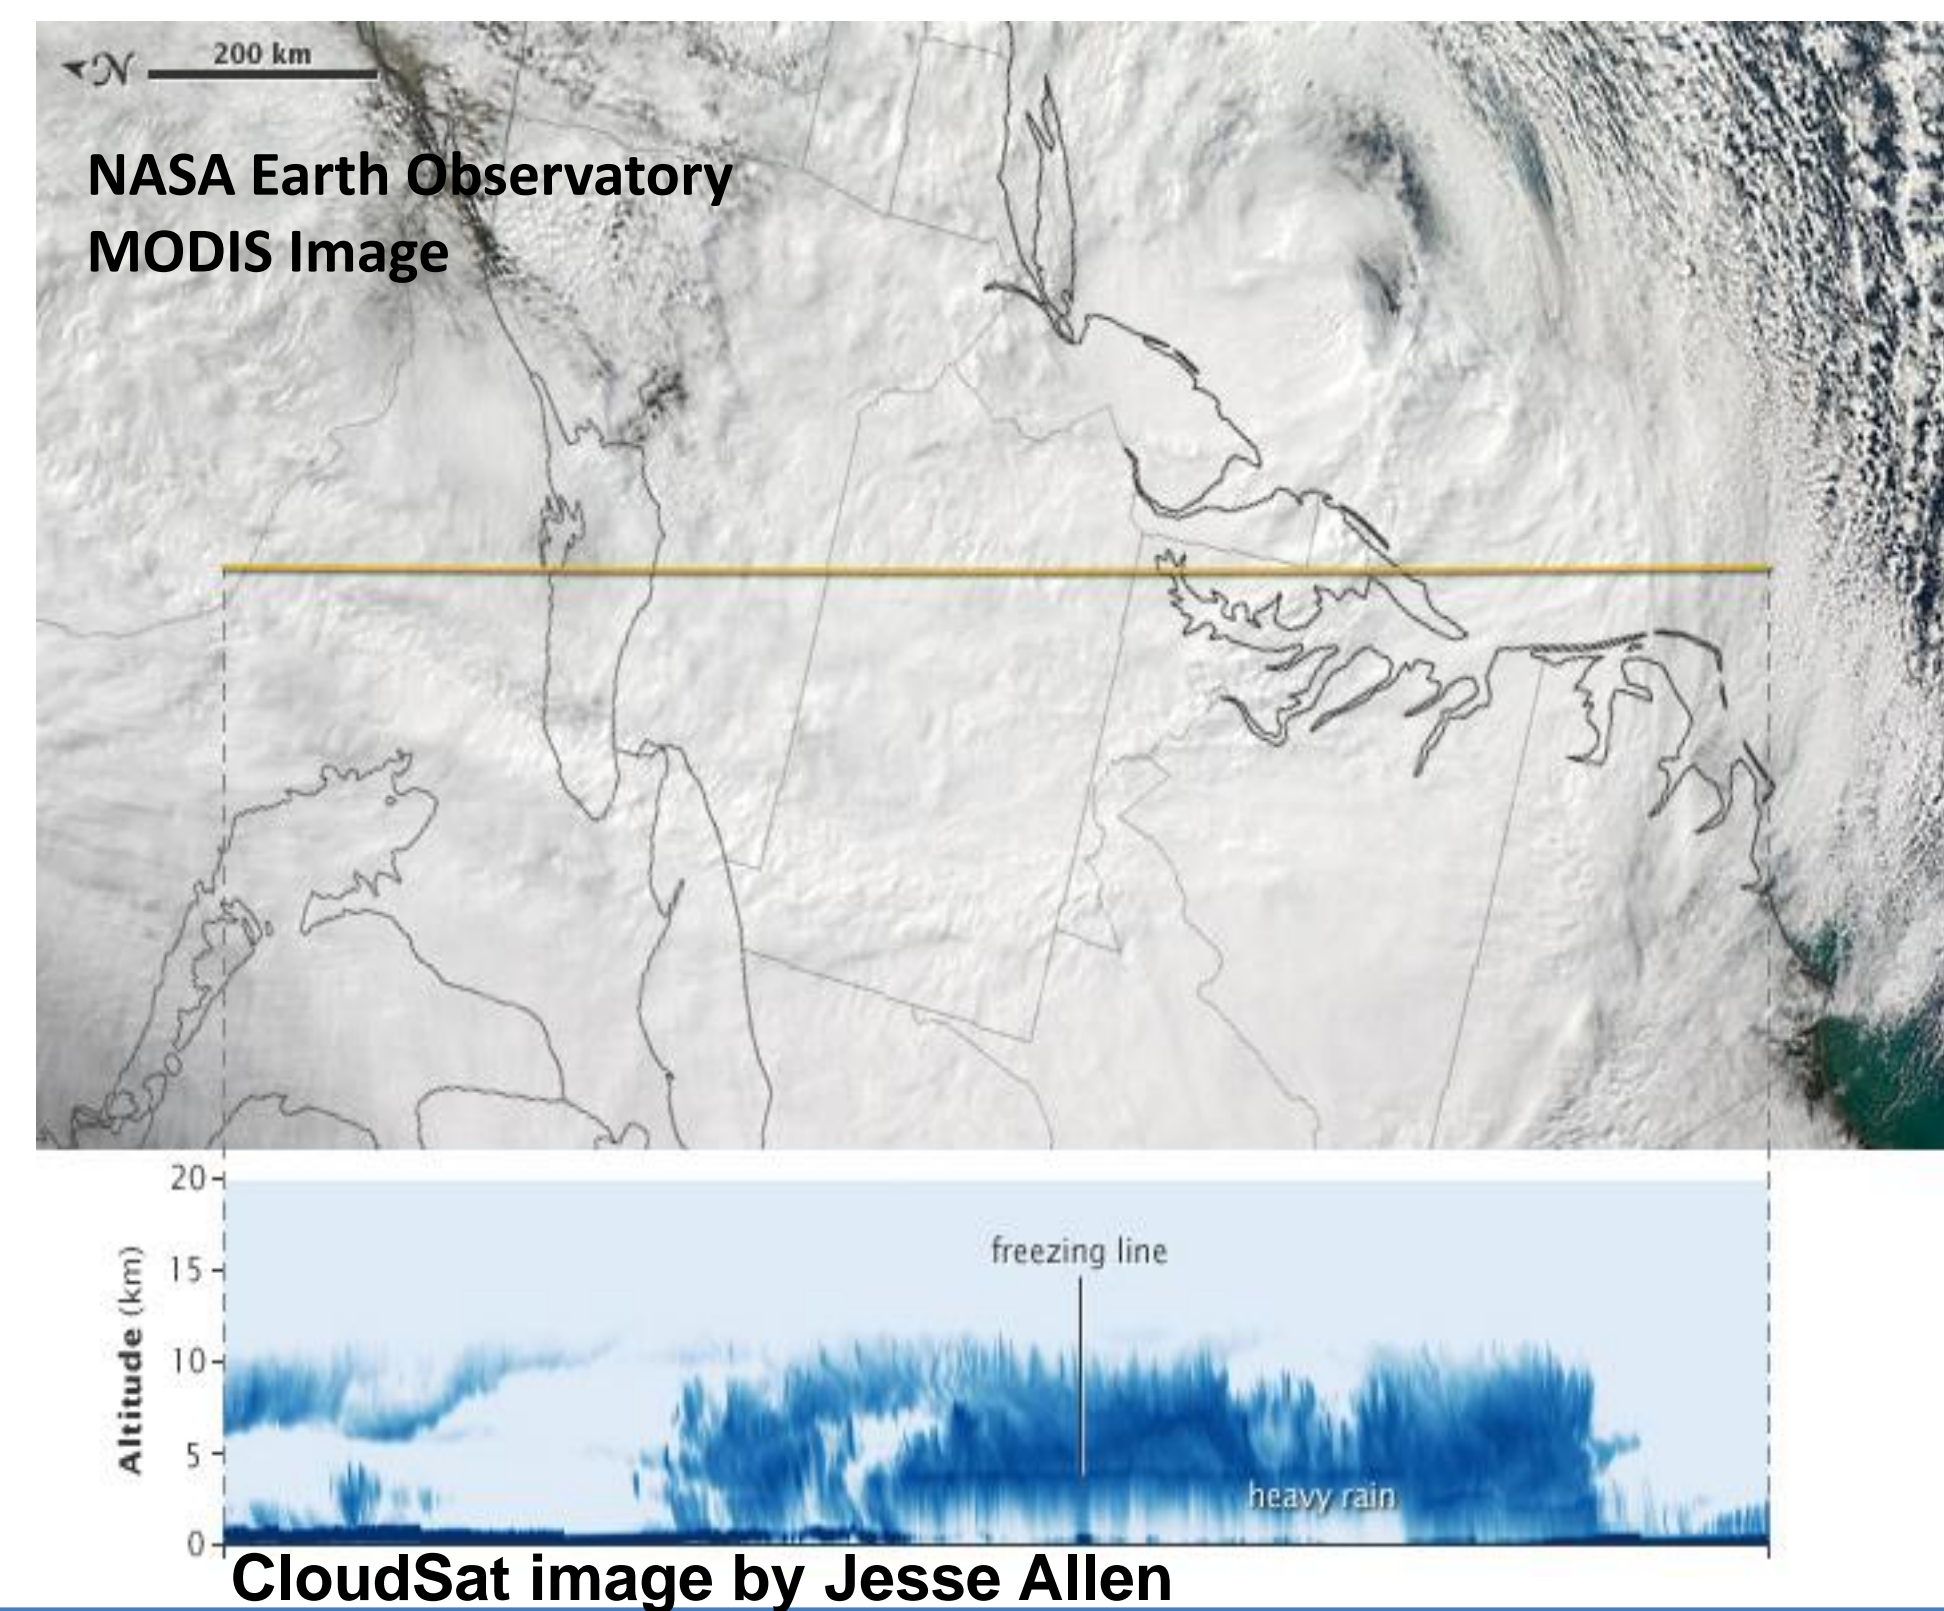 N
200 km
NASA Earth Observatory
MODIS Image
20
freezing line
15
10
Altitude (km)
5
heavy rain
0
CloudSat image by Jesse Allen